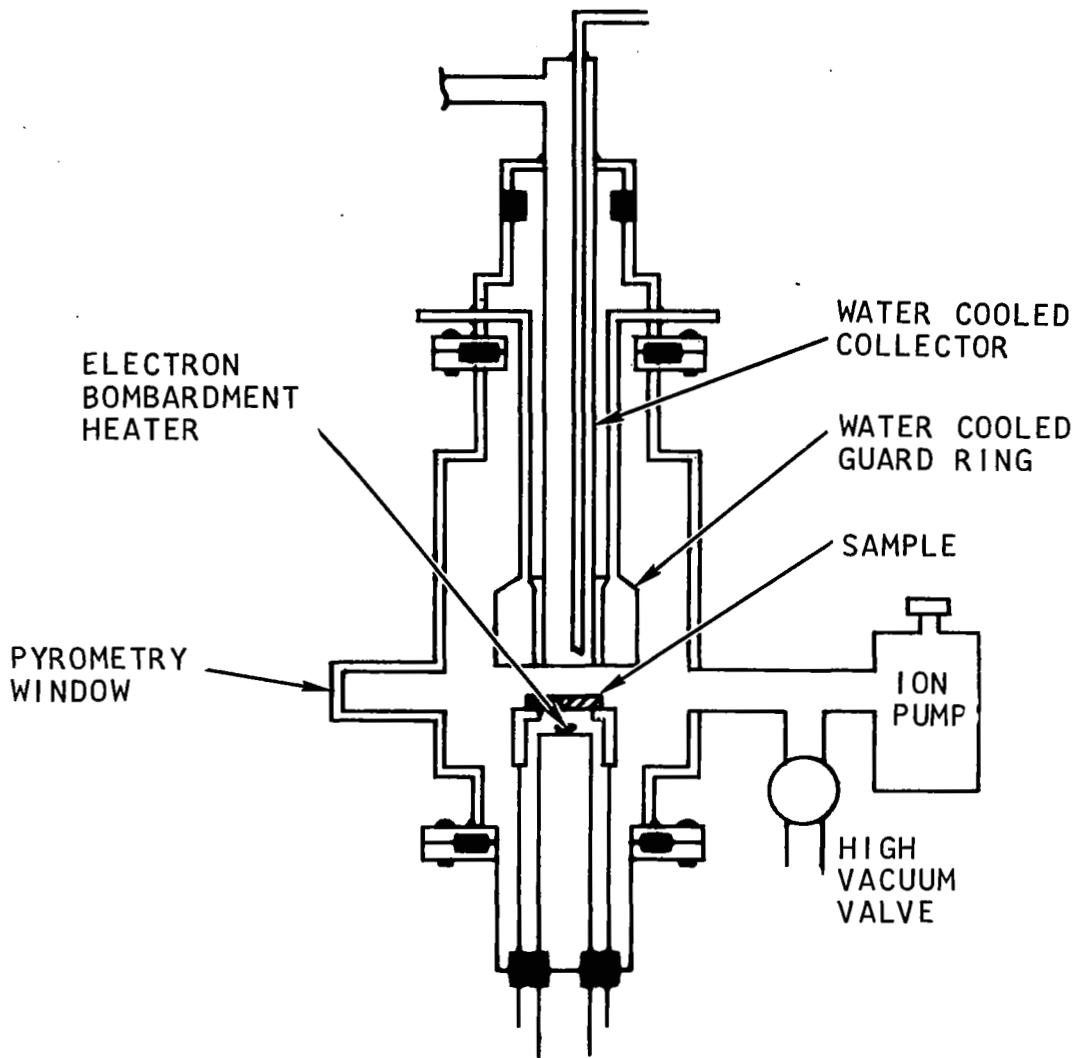 WATER COOLED
COLLECTOR
ELECTRON
BOMBARDMENT
HEATER
WATER COOLED
GUARD RING
SAMPLE
PYROMETRY
WINDOW
ION
PUMP
HIGH
VACUUM
VALVE